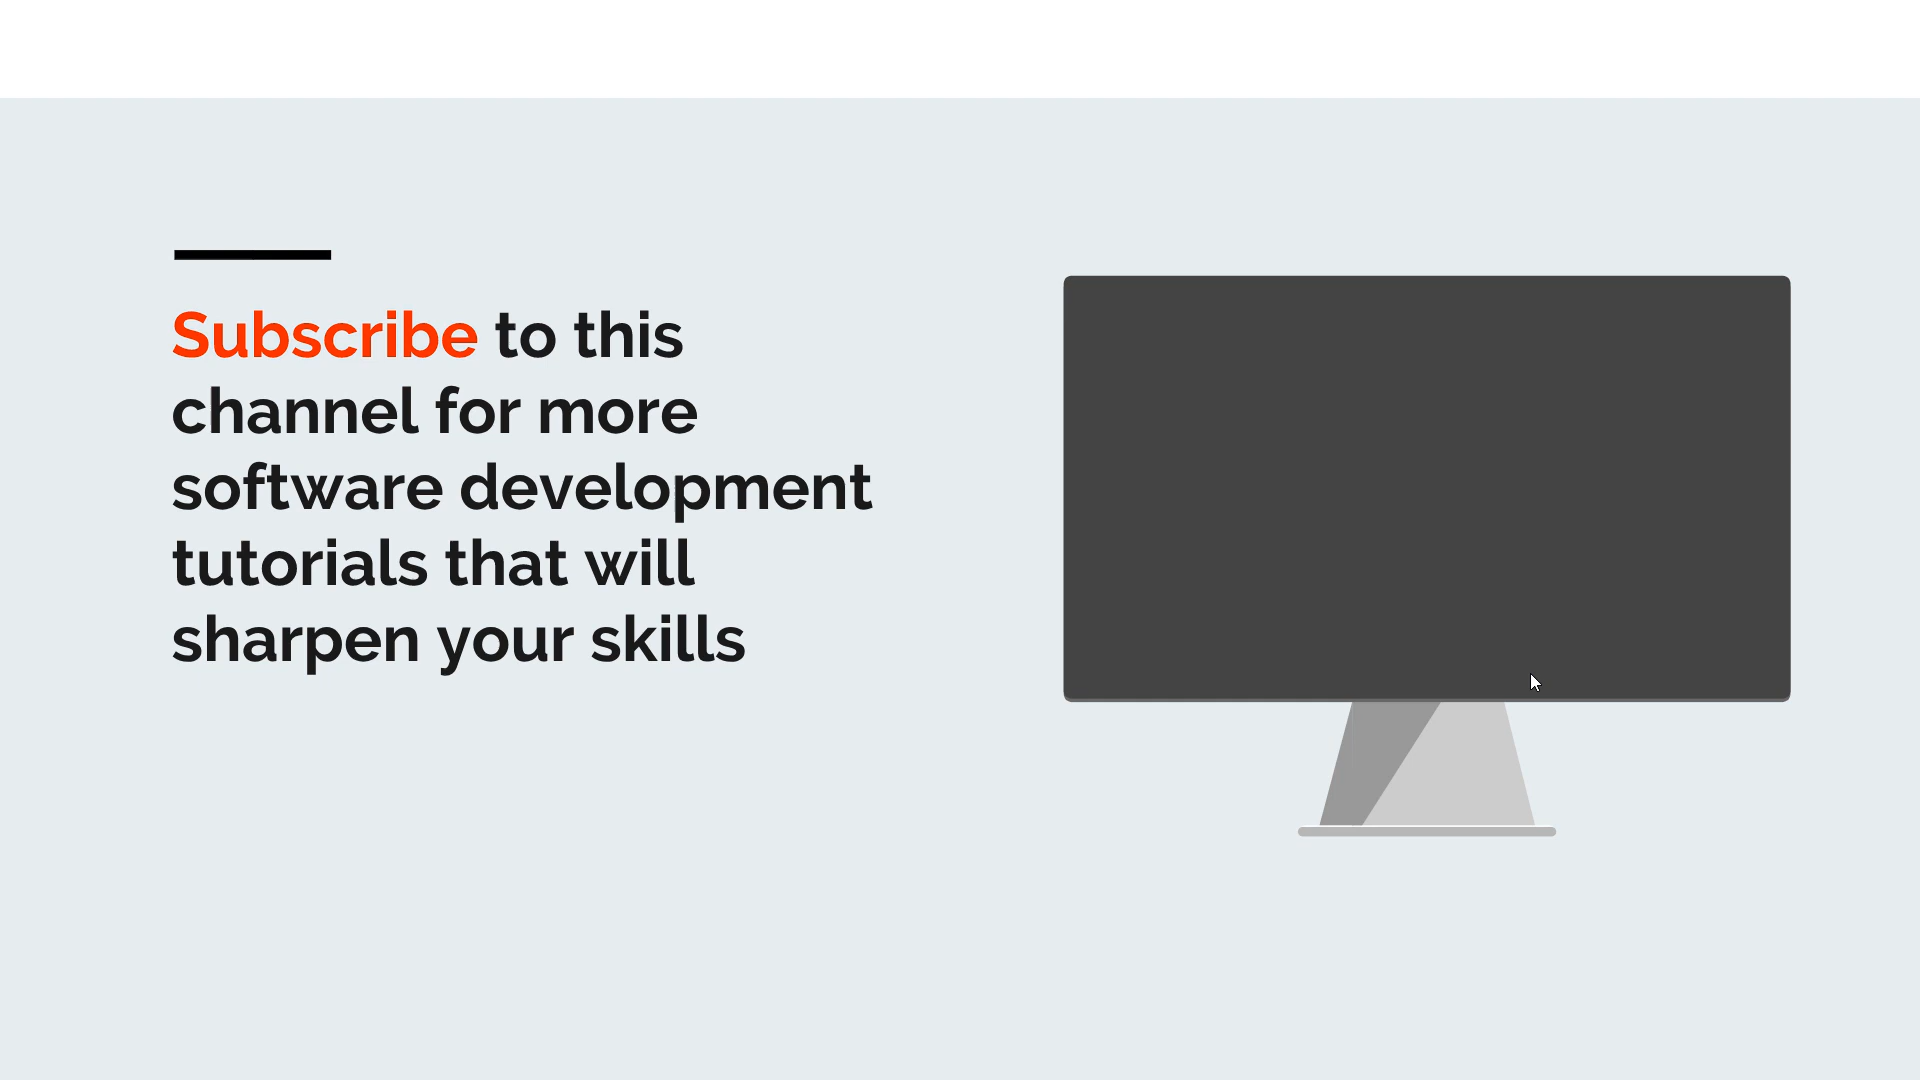 Subscribe to this
channel for more
software development
tutorials that will
sharpen your skills